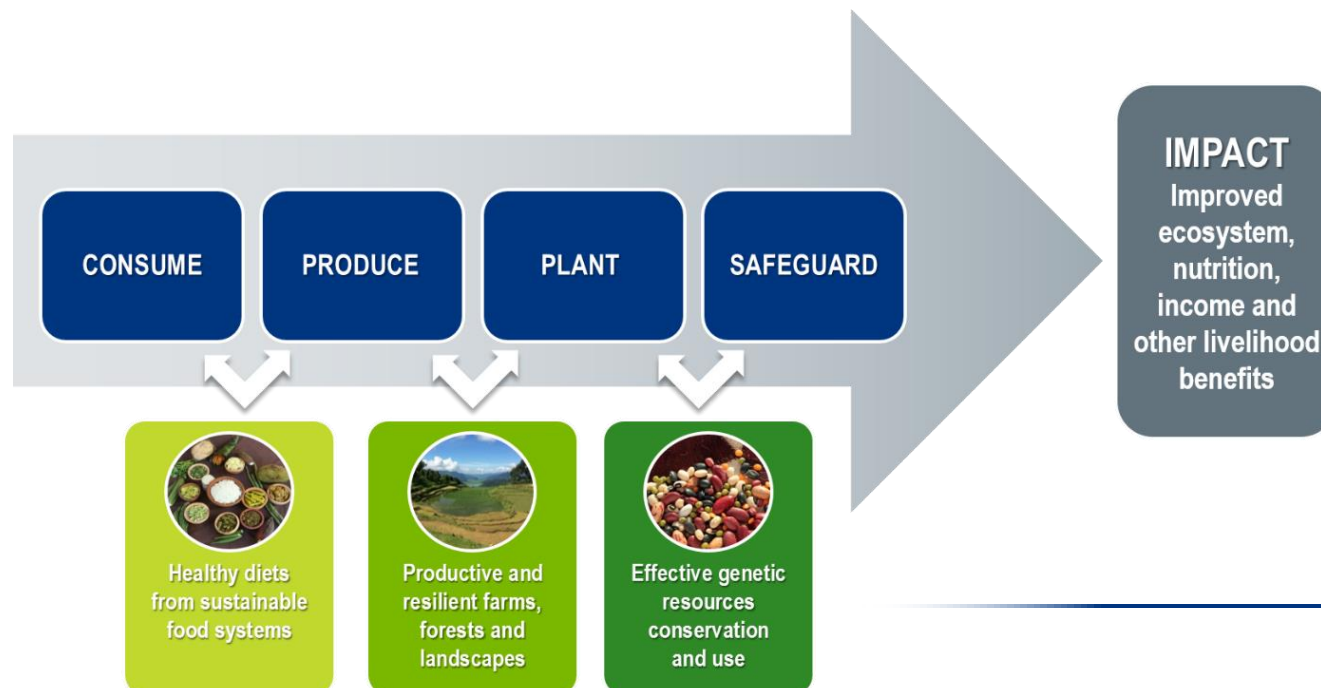 CONSUME
PRODUCE
PLANT
SAFEGUARD
IMPACT
Improved
ecosystem,
nutrition,
income and
other livelihood
benefits
Healthy diets
from sustainable
food systems
Productive and
resilient farms,
forests and
landscapes
Effective genetic
resources
conservation
and use